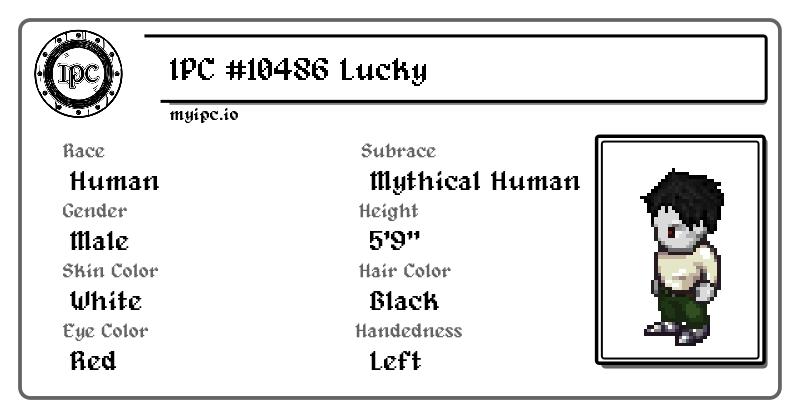 IPC
IPC #10486 Lucky
myipc.io
Race
Subrace
Human
Mythical Human
Gender
Height
Male
5'9"
Skin Color
Hair Color
White
Black
Eye Color
Handedness
Red
Left